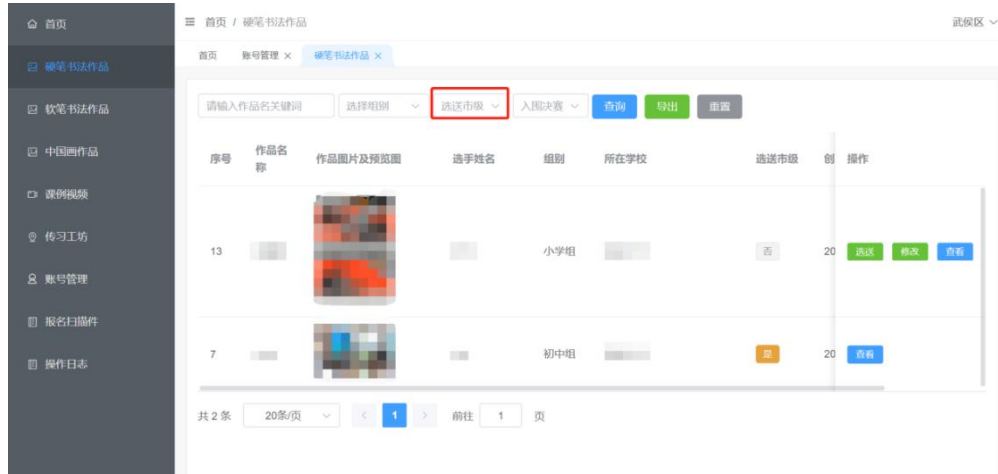 首页
硬笔书法作品
软笔书法作品
中国画作品
课例视频
传习工坊
账号管理
报名扫描件
操作日志
首页 / 硬笔书法作品
武侯区
首页 账号管理 × 硬笔书法作品 ×
请输入作品名关键词 选择组别 选送市级 入围决赛 查询 导出 重置
序号 作品名称 作品图片及预览图 选手姓名 组别 所在学校 选送市级 创 操作
13 小学组 否 20 选送 修改 查看
7 初中组 是 20 查看
共 2 条 20条/页 < 1 > 前往 1 页